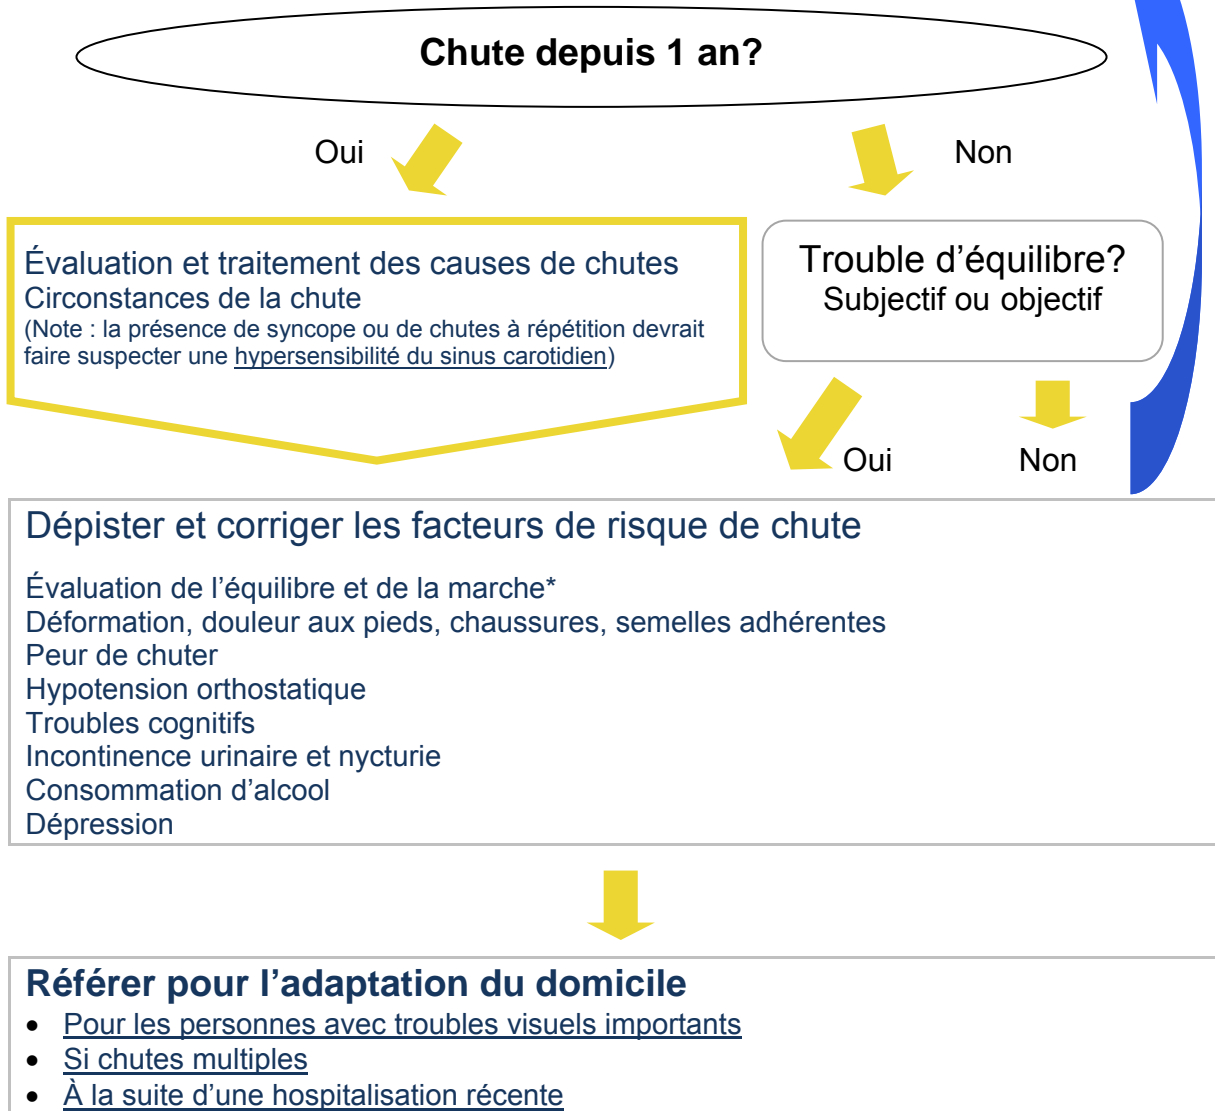 Chute depuis 1 an?
Oui
Non
Évaluation et traitement des causes de chutes
Circonstances de la chute
(Note : la présence de syncope ou de chutes à répétition devrait
faire suspecter une hypersensibilité du sinus carotidien)
Trouble d’équilibre?
Subjectif ou objectif
Oui
Non
Dépister et corriger les facteurs de risque de chute
Évaluation de l’équilibre et de la marche*
Déformation, douleur aux pieds, chaussures, semelles adhérentes
Peur de chuter
Hypotension orthostatique
Troubles cognitifs
Incontinence urinaire et nycturie
Consommation d’alcool
Dépression
Référer pour l’adaptation du domicile
• Pour les personnes avec troubles visuels importants
• Si chutes multiples
• À la suite d’une hospitalisation récente